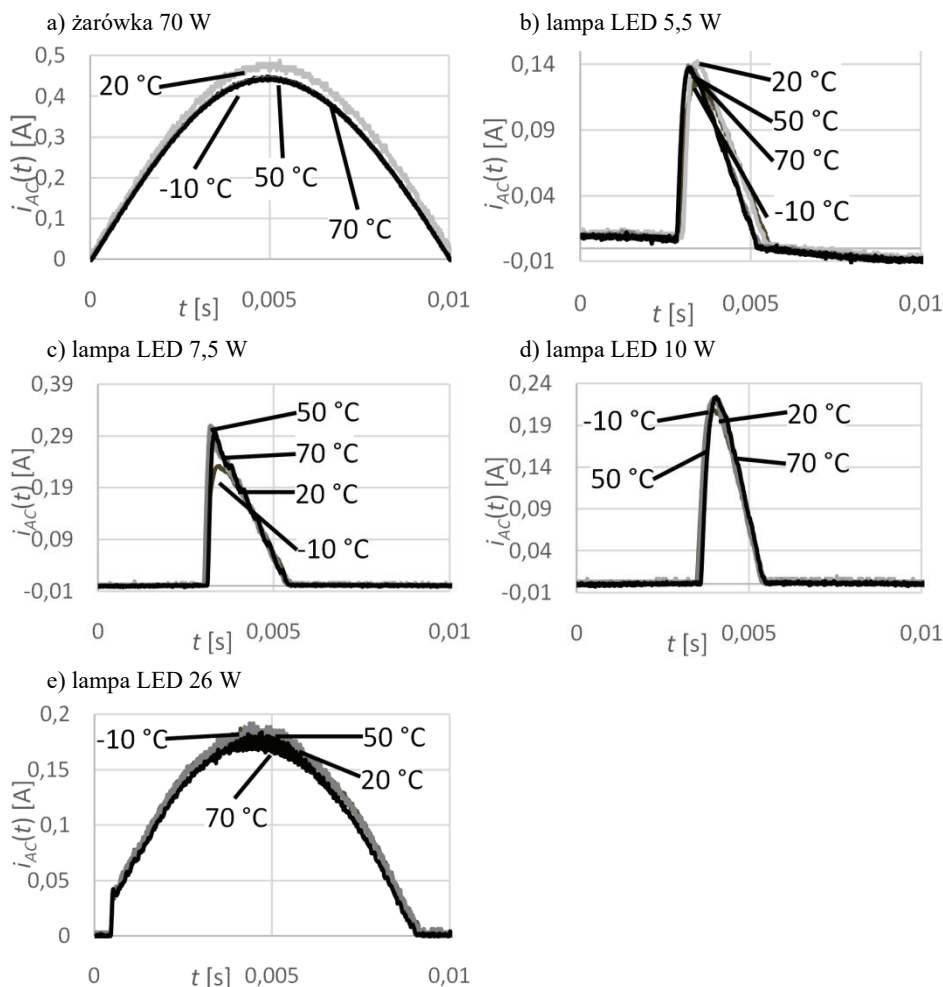 a) żarówka 70 W
0,5
0,4
0,3
0,2
0,1
0
i_AC(t) [A]
20 °C
-10 °C
50 °C
70 °C
0
t [s]
0,005
0,01
b) lampa LED 5,5 W
0,14
0,09
0,04
-0,01
i_AC(t) [A]
20 °C
50 °C
70 °C
-10 °C
0
t [s]
0,005
0,01
c) lampa LED 7,5 W
0,39
0,29
0,19
0,09
-0,01
i_AC(t) [A]
50 °C
70 °C
20 °C
-10 °C
0
t [s]
0,005
0,01
d) lampa LED 10 W
0,24
0,19
0,14
0,09
0,04
-0,01
i_AC(t) [A]
-10 °C
20 °C
50 °C
70 °C
0
t [s]
0,005
0,01
e) lampa LED 26 W
0,2
0,15
0,1
0,05
0
i_AC(t) [A]
-10 °C
50 °C
20 °C
70 °C
0
t [s]
0,005
0,01